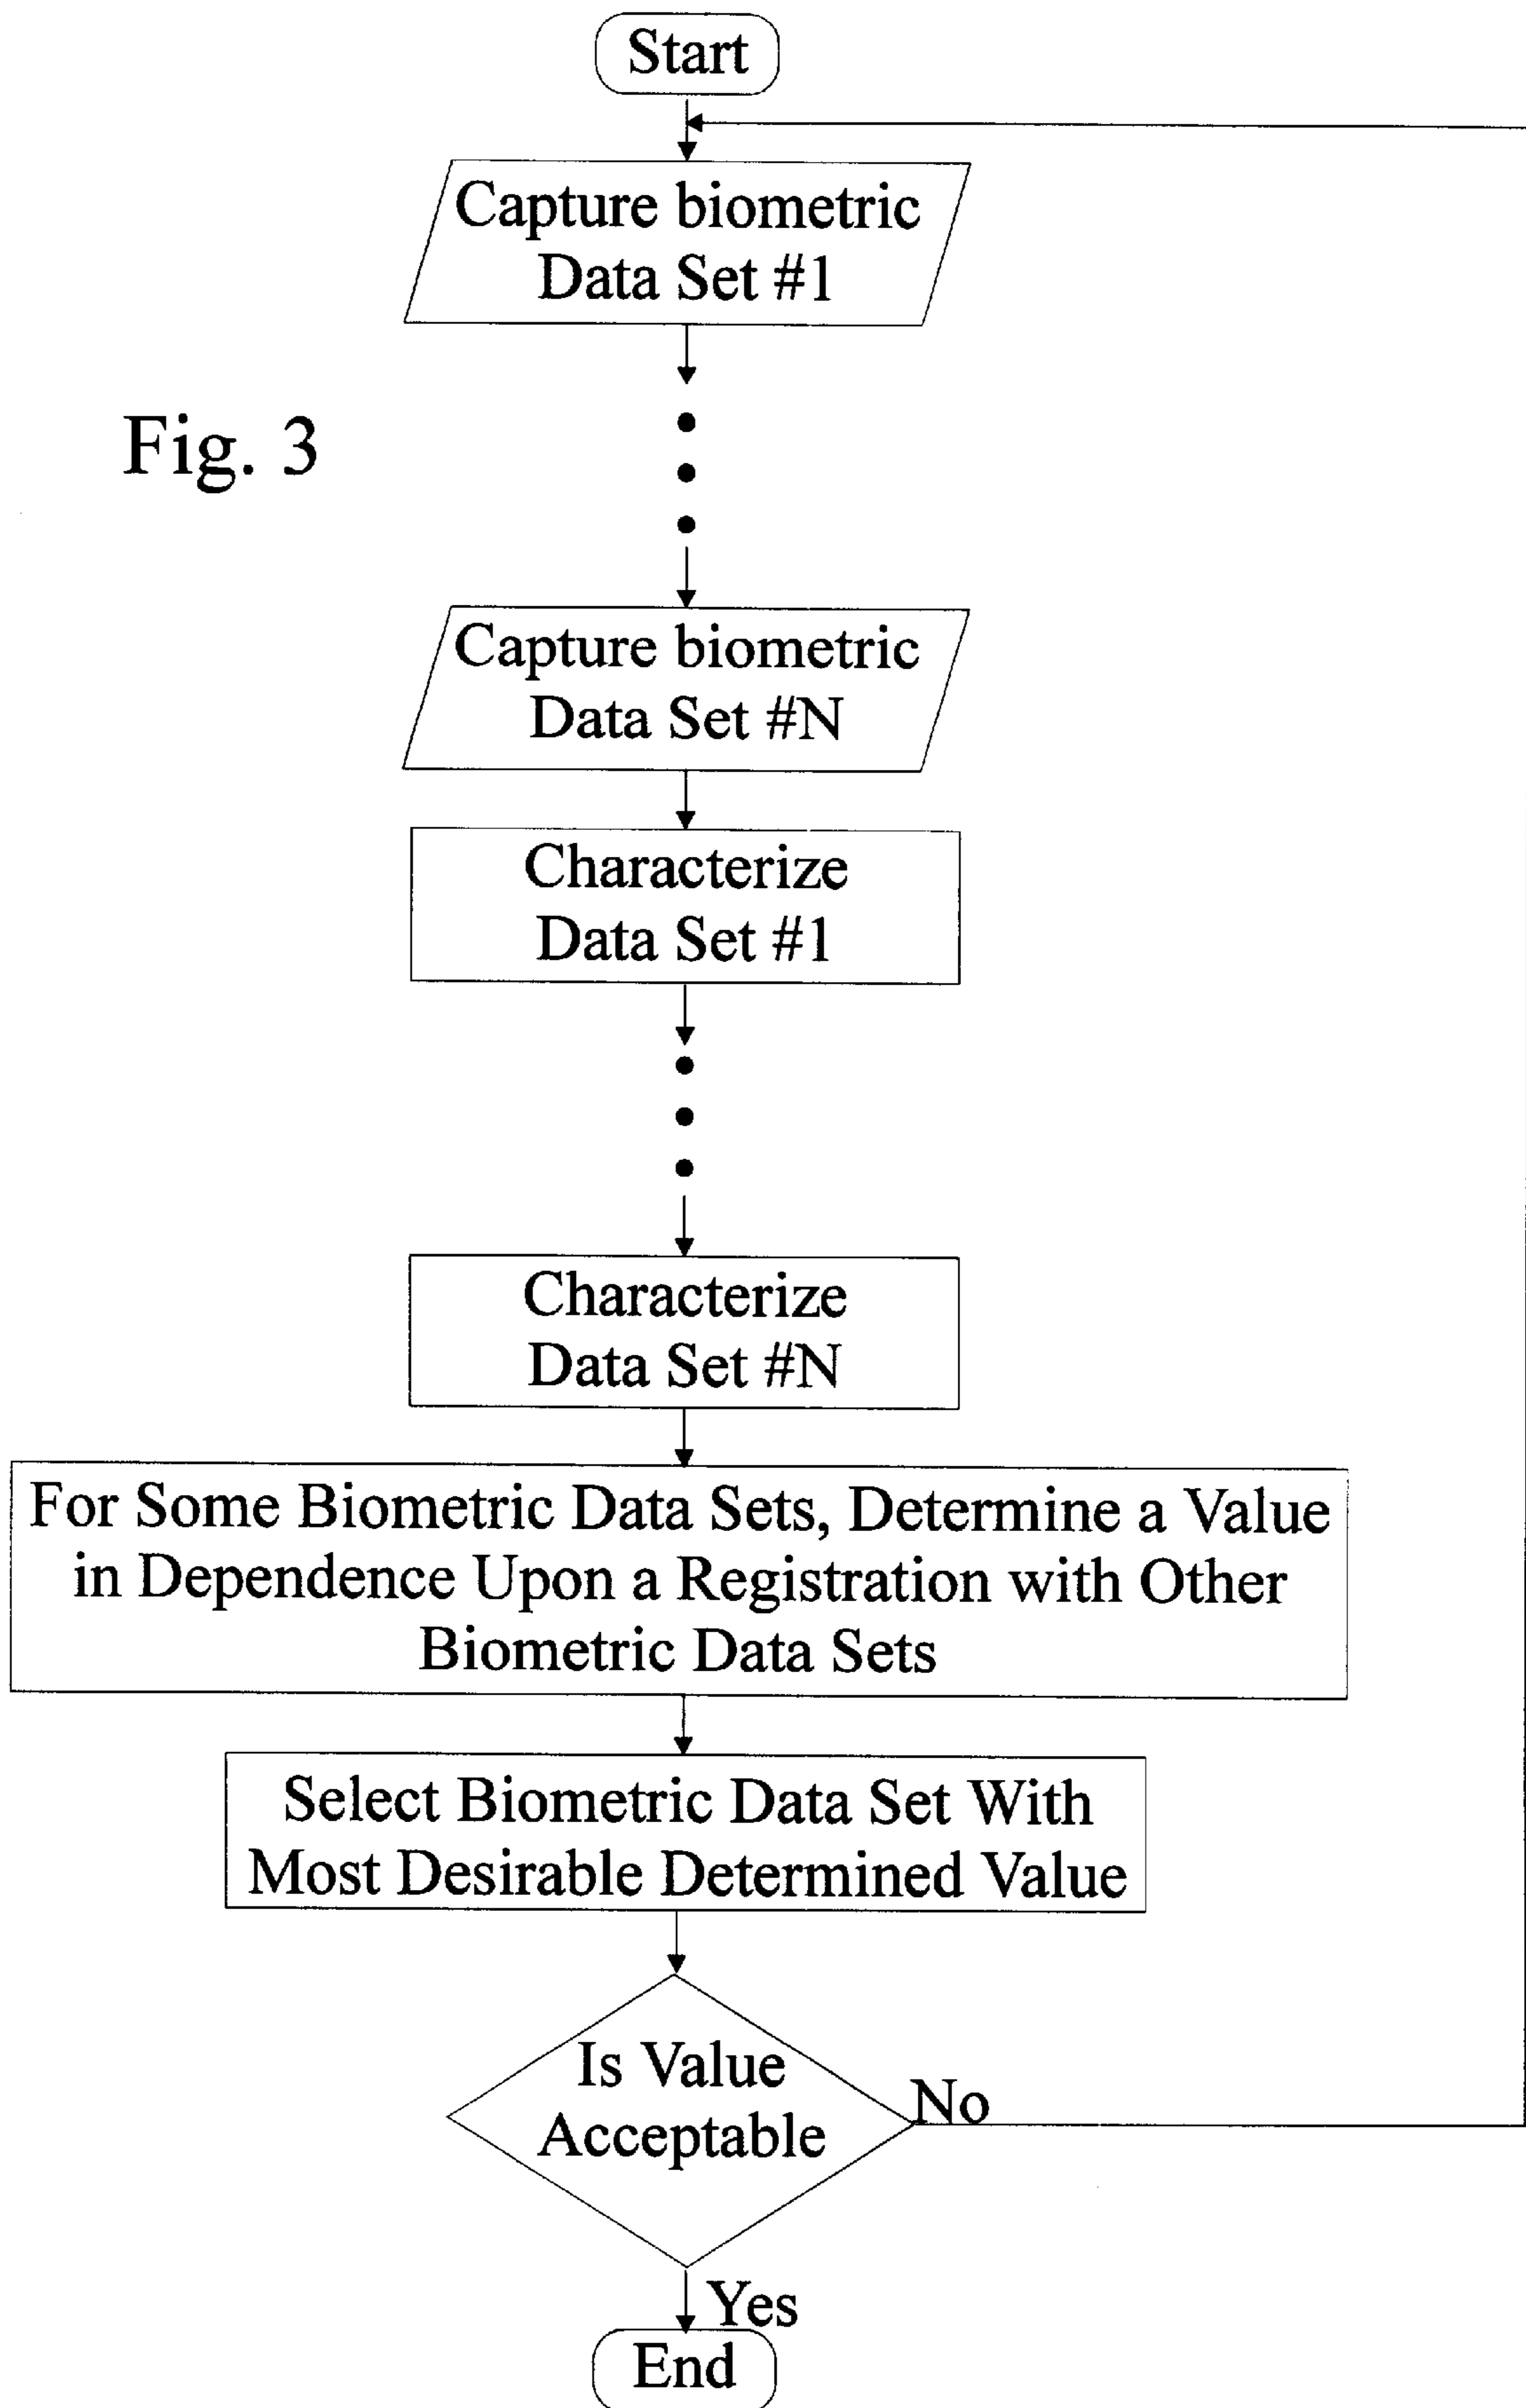 Start
Capture biometric
Data Set #1
Fig. 3
Capture biometric
Data Set #N
Characterize
Data Set #1
Characterize
Data Set #N
For Some Biometric Data Sets, Determine a Value
in Dependence Upon a Registration with Other
Biometric Data Sets
Select Biometric Data Set With
Most Desirable Determined Value
Is Value
Acceptable
No
Yes
End